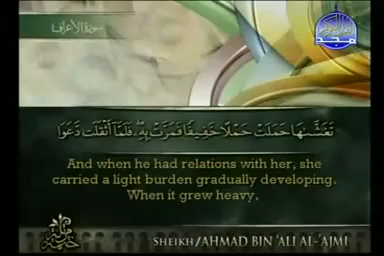 سورة الأعراف
المجد
تَغَشَّىٰهَا حَمَلَتْ حَمْلًا خَفِيفًا فَمَرَّتْ بِهِۦ ۖ فَلَمَّآ أَثْقَلَت دَّعَوَا
And when he had relations with her, she
carried a light burden gradually developing.
When it grew heavy,
SHEIKH/AHMAD BIN 'ALI AL-'AJMI